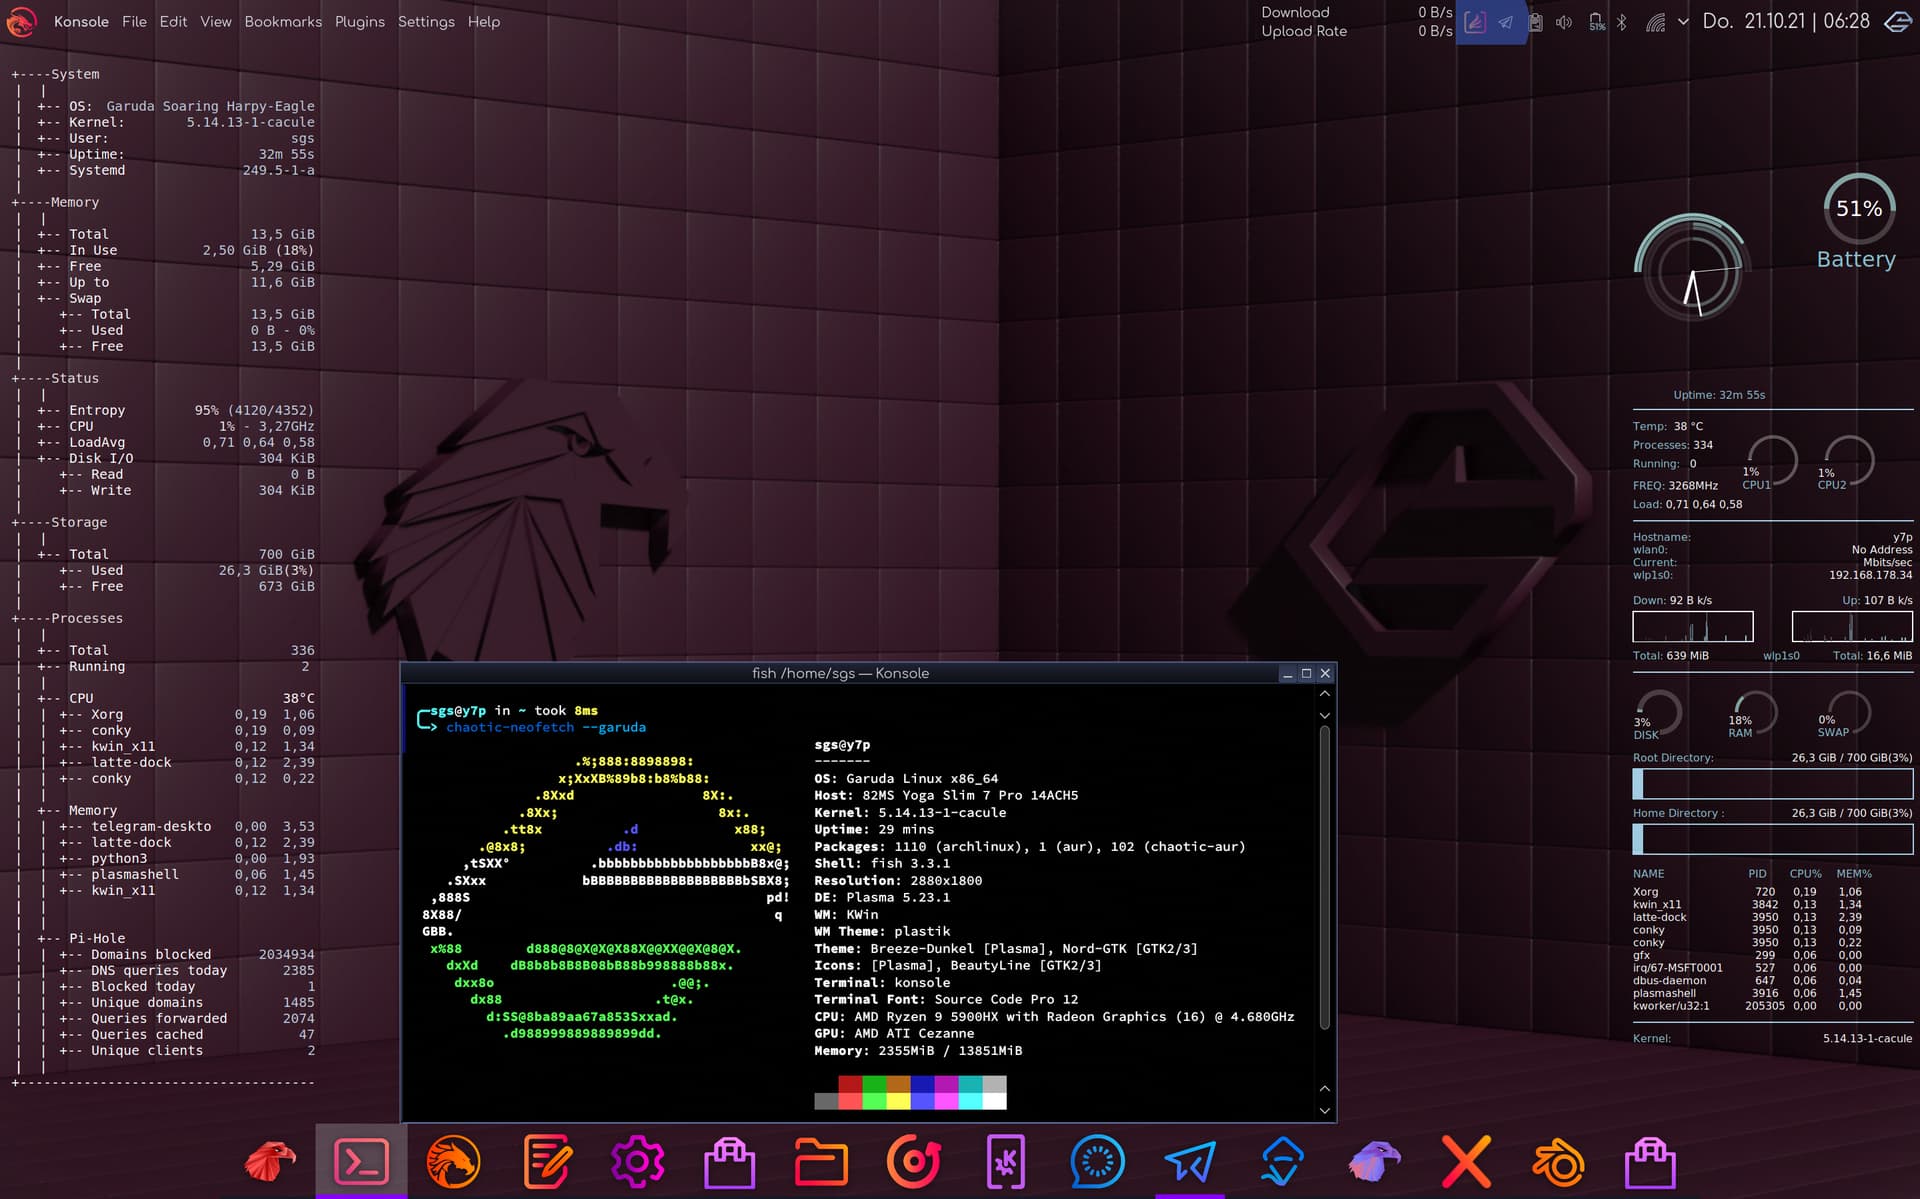 Konsole File Edit View Bookmarks Plugins Settings Help
Download 0 B/s
Upload Rate 0 B/s
51%
Do. 21.10.21 | 06:28
+----System
+-- OS: Garuda Soaring Harpy-Eagle
+-- Kernel: 5.14.13-1-cacule
+-- User: sgs
+-- Uptime: 32m 55s
+-- Systemd 249.5-1-a
+----Memory
+-- Total 13,5 GiB
+-- In Use 2,50 GiB (18%)
+-- Free 5,29 GiB
+-- Up to 11,6 GiB
+-- Swap
+-- Total 13,5 GiB
+-- Used 0 B - 0%
+-- Free 13,5 GiB
+----Status
+-- Entropy 95% (4120/4352)
+-- CPU 1% - 3,27GHz
+-- LoadAvg 0,71 0,64 0,58
+-- Disk I/O 304 KiB
+-- Read 0 B
+-- Write 304 KiB
+----Storage
+-- Total 700 GiB
+-- Used 26,3 GiB(3%)
+-- Free 673 GiB
+----Processes
+-- Total 336
+-- Running 2
+-- CPU 38°C
+-- Xorg 0,19 1,06
+-- conky 0,19 0,09
+-- kwin_x11 0,12 1,34
+-- latte-dock 0,12 2,39
+-- conky 0,12 0,22
+-- Memory
+-- telegram-deskto 0,00 3,53
+-- latte-dock 0,12 2,39
+-- python3 0,00 1,93
+-- plasmashell 0,06 1,45
+-- kwin_x11 0,12 1,34
+-- Pi-Hole
+-- Domains blocked 2034934
+-- DNS queries today 2385
+-- Blocked today 1
+-- Unique domains 1485
+-- Queries forwarded 2074
+-- Queries cached 47
+-- Unique clients 2
+-------------------------------------
fish /home/sgs — Konsole
sgs@y7p in ~ took 8ms
chaotic-neofetch --garuda
.%;888:8898898:
x;XxXB%89b8:b8%b88:
.8Xxd 8X:.
.8Xx; 8x:.
.tt8x .d x88;
.@8x8; .db: xx@;
,tSXX° .bbbbbbbbbbbbbbbbbbbB8x@;
.SXxx bBBBBBBBBBBBBBBBBBBBbSBX8;
,888S pd!
8X88/ q
GBB.
x%88 d888@8@X@X@X88X@@XX@@X@8@X.
dxXd dB8b8b8B8B08bB88b998888b88x.
dxx8o .@@;.
dx88 .t@x.
d:SS@8ba89aa67a853Sxxad.
.d988999889889899dd.
sgs@y7p
-------
OS: Garuda Linux x86_64
Host: 82MS Yoga Slim 7 Pro 14ACH5
Kernel: 5.14.13-1-cacule
Uptime: 29 mins
Packages: 1110 (archlinux), 1 (aur), 102 (chaotic-aur)
Shell: fish 3.3.1
Resolution: 2880x1800
DE: Plasma 5.23.1
WM: KWin
WM Theme: plastik
Theme: Breeze-Dunkel [Plasma], Nord-GTK [GTK2/3]
Icons: [Plasma], BeautyLine [GTK2/3]
Terminal: konsole
Terminal Font: Source Code Pro 12
CPU: AMD Ryzen 9 5900HX with Radeon Graphics (16) @ 4.680GHz
GPU: AMD ATI Cezanne
Memory: 2355MiB / 13851MiB
51%
Battery
Uptime: 32m 55s
Temp: 38 °C
Processes: 334
Running: 0
1% 1%
FREQ: 3268MHz CPU1 CPU2
Load: 0,71 0,64 0,58
Hostname: y7p
wlan0: No Address
Current: Mbits/sec
wlp1s0: 192.168.178.34
Down: 92 B k/s Up: 107 B k/s
Total: 639 MiB wlp1s0 Total: 16,6 MiB
3% 18% 0%
DISK RAM SWAP
Root Directory: 26,3 GiB / 700 GiB(3%)
Home Directory : 26,3 GiB / 700 GiB(3%)
NAME PID CPU% MEM%
Xorg 720 0,19 1,06
kwin_x11 3842 0,13 1,34
latte-dock 3950 0,13 2,39
conky 3950 0,13 0,09
conky 3950 0,13 0,22
gfx 299 0,06 0,00
irq/67-MSFT0001 527 0,06 0,00
dbus-daemon 647 0,06 0,04
plasmashell 3916 0,06 1,45
kworker/u32:1 205305 0,00 0,00
Kernel: 5.14.13-1-cacule